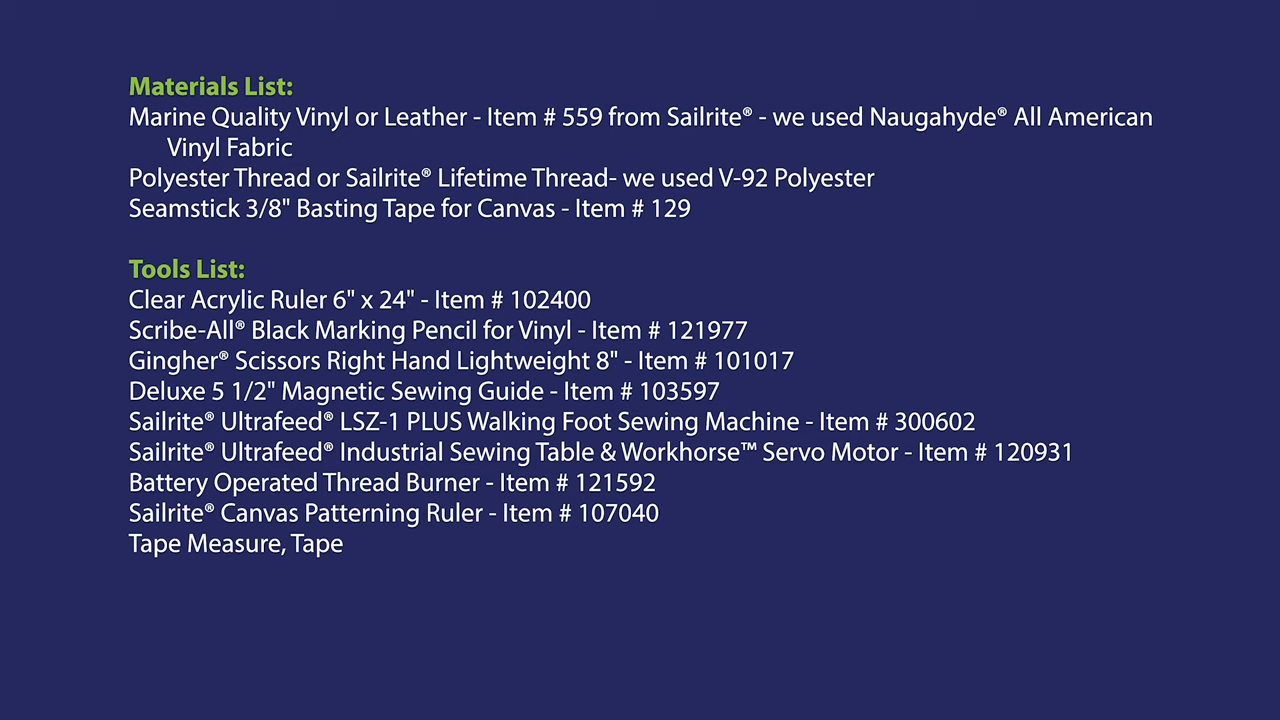 Materials List:
Marine Quality Vinyl or Leather - Item # 559 from Sailrite® - we used Naugahyde® All American
Vinyl Fabric
Polyester Thread or Sailrite® Lifetime Thread- we used V-92 Polyester
Seamstick 3/8" Basting Tape for Canvas - Item # 129
Tools List:
Clear Acrylic Ruler 6" x 24" - Item # 102400
Scribe-All® Black Marking Pencil for Vinyl - Item # 121977
Gingher® Scissors Right Hand Lightweight 8" - Item # 101017
Deluxe 5 1/2" Magnetic Sewing Guide - Item # 103597
Sailrite® Ultrafeed® LSZ-1 PLUS Walking Foot Sewing Machine - Item # 300602
Sailrite® Ultrafeed® Industrial Sewing Table & Workhorse™ Servo Motor - Item # 120931
Battery Operated Thread Burner - Item # 121592
Sailrite® Canvas Patterning Ruler - Item # 107040
Tape Measure, Tape